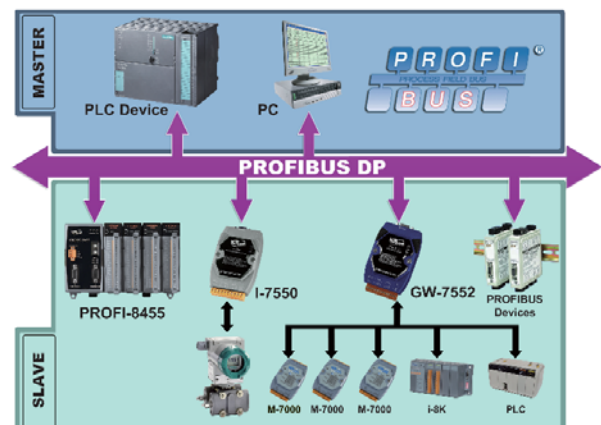 MASTER
PLC Device
PC
PROFI®
PROCESS FIELD BUS
BUS
PROFIBUS DP
SLAVE
PROFI-8455
I-7550
GW-7552
PROFIBUS
Devices
M-7000
M-7000
M-7000
i-8K
PLC